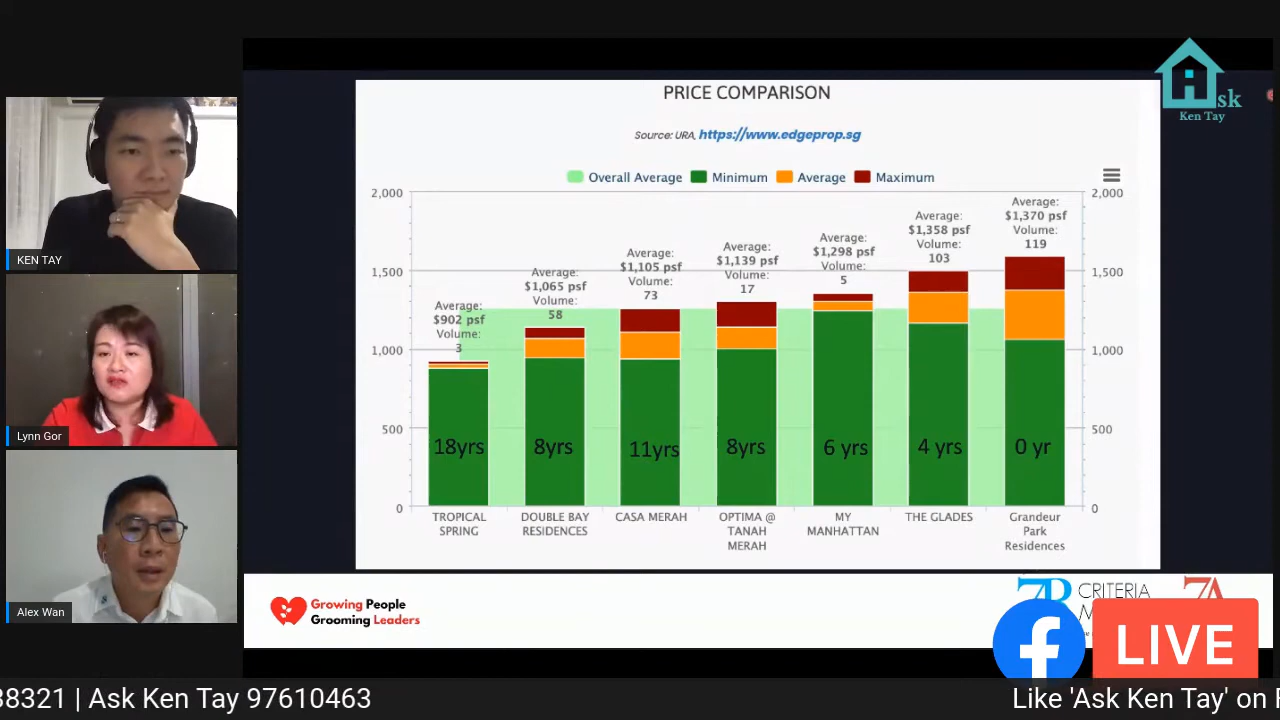 PRICE COMPARISON
Source: URA, https://www.edgeprop.sg
Overall Average Minimum Average Maximum
sk
Ken Tay
2,000
1,500
1,000
500
0
2,000
1,500
1,000
500
0
Average:
$902 psf
Volume:
3
Average:
$1,065 psf
Volume:
58
Average:
$1,105 psf
Volume:
73
Average:
$1,139 psf
Volume:
17
Average:
$1,298 psf
Volume:
5
Average:
$1,358 psf
Volume:
103
Average:
$1,370 psf
Volume:
119
18yrs
8yrs
11yrs
8yrs
6 yrs
4 yrs
0 yr
TROPICAL
SPRING
DOUBLE BAY
RESIDENCES
CASA MERAH
OPTIMA @
TANAH
MERAH
MY
MANHATTAN
THE GLADES
Grandeur
Park
Residences
KEN TAY
Lynn Gor
Alex Wan
Growing People
Grooming Leaders
CRITERIA
LIVE
38321 | Ask Ken Tay 97610463
Like 'Ask Ken Tay' on